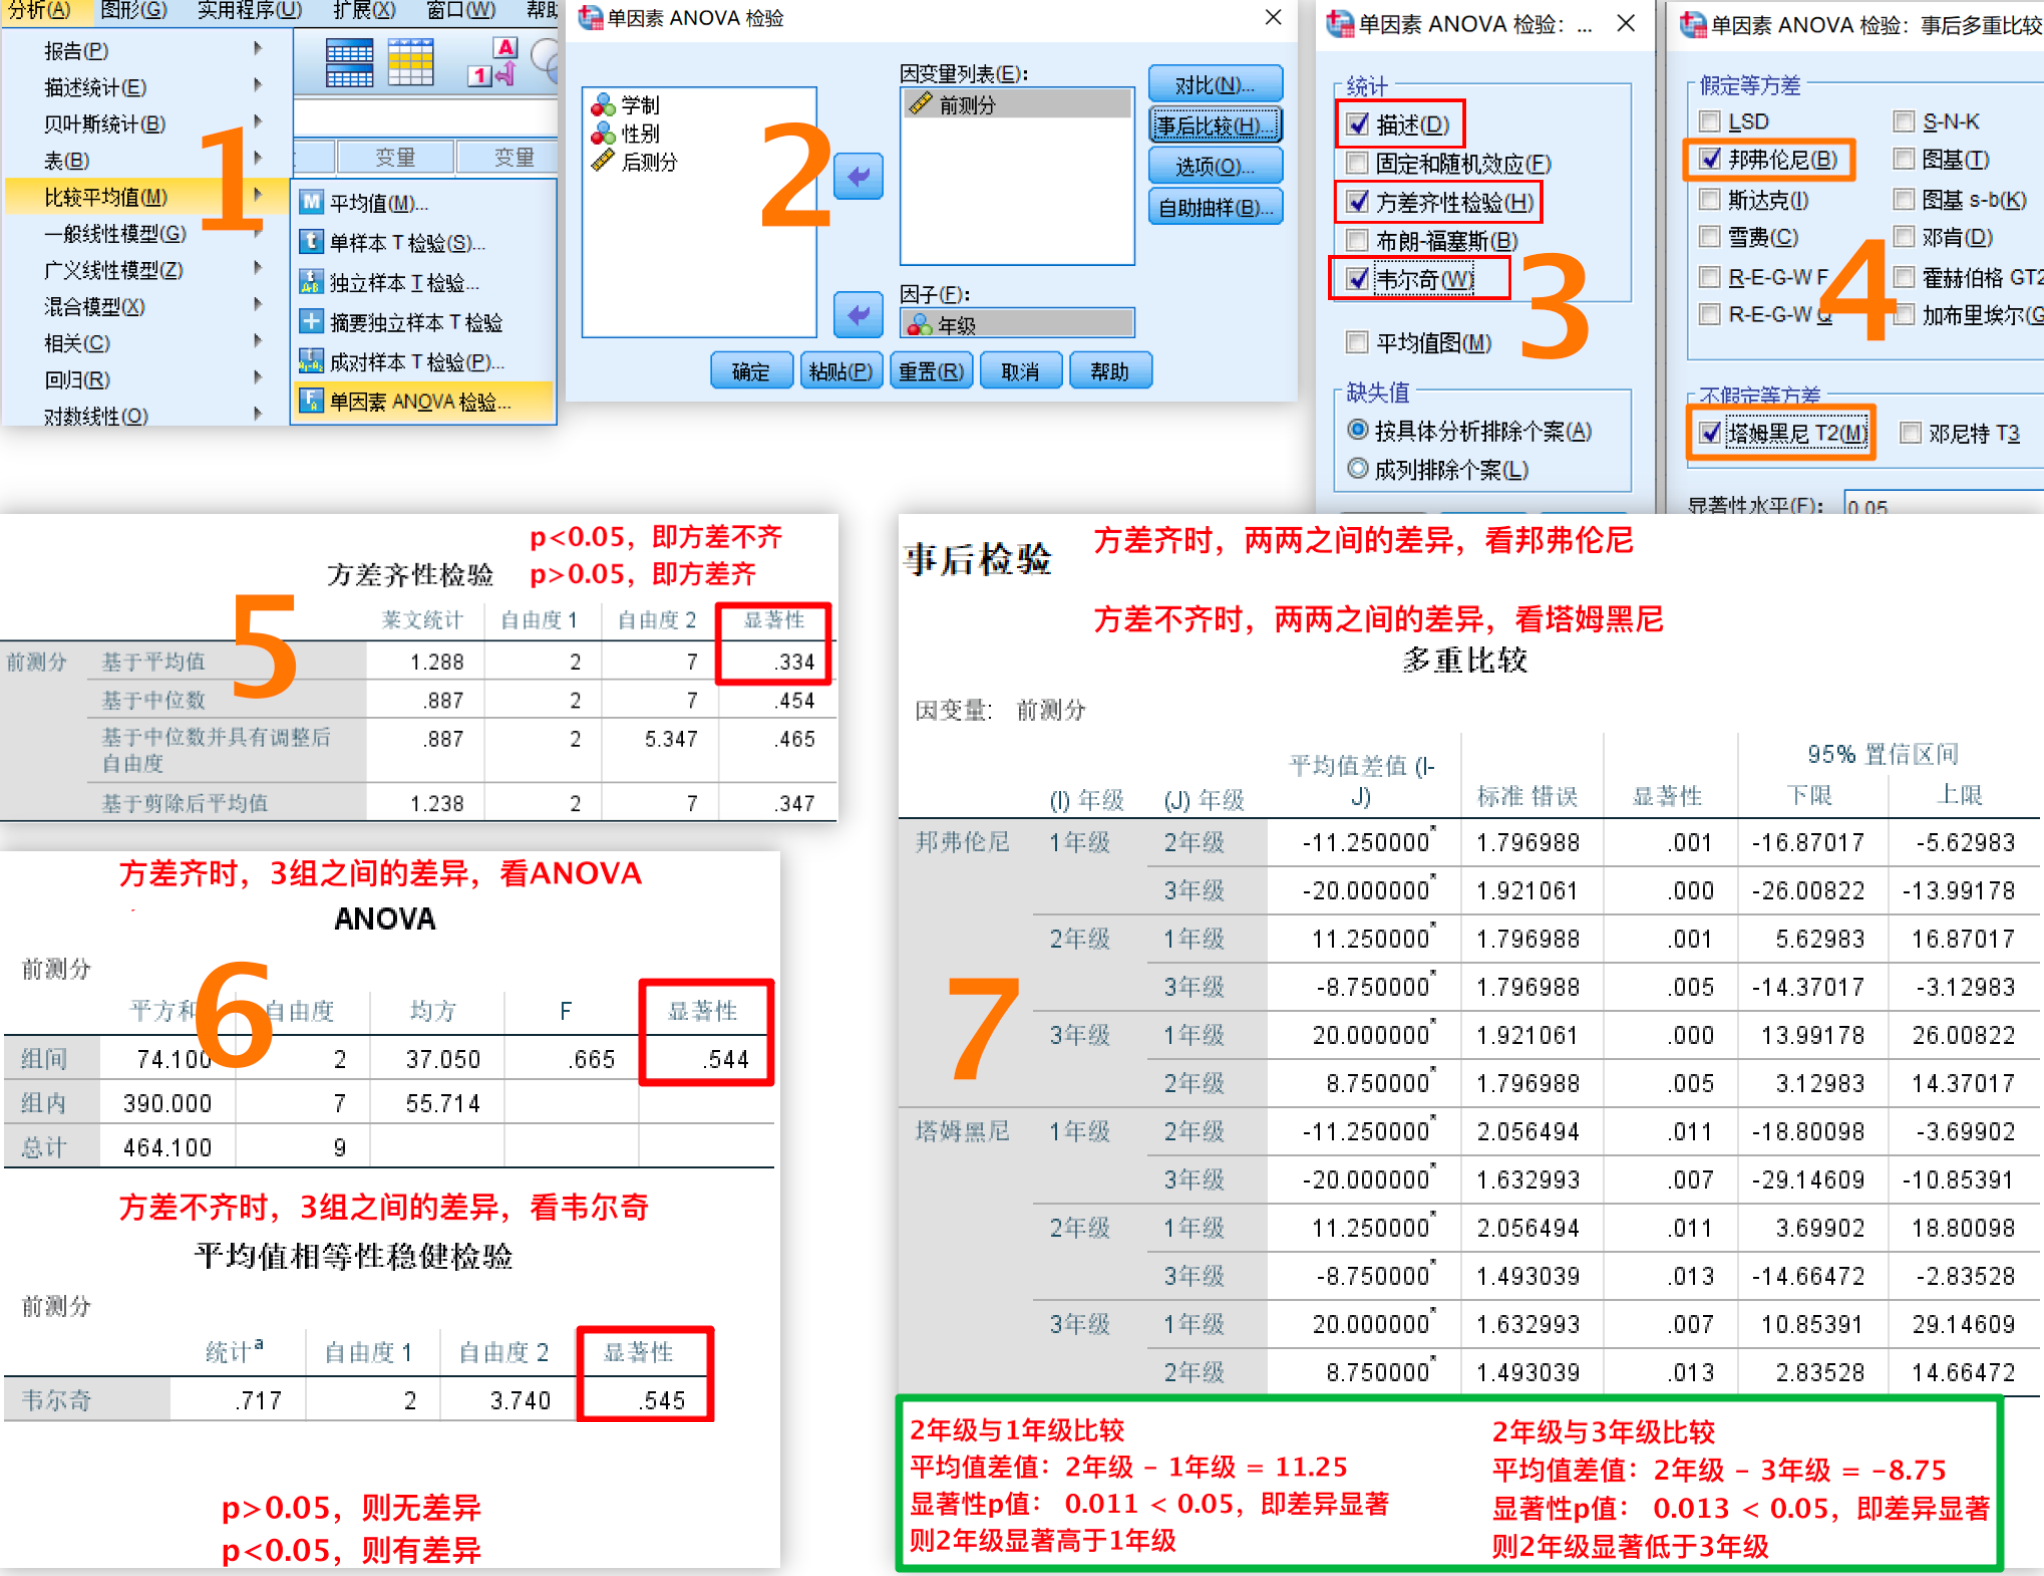 分析(A) 图形(G) 实用程序(U) 扩展(X) 窗口(W) 帮助
报告(P)
描述统计(E)
贝叶斯统计(B)
表(B)
比较平均值(M)
一般线性模型(G)
广义线性模型(Z)
混合模型(X)
相关(C)
回归(R)
对数线性(O)
1
变量 变量
平均值(M)...
单样本 T 检验(S)...
独立样本 T 检验...
摘要独立样本 T 检验
成对样本 T 检验(P)...
单因素 ANOVA 检验...
单因素 ANOVA 检验
学制
性别
后测分
2
因变量列表(E):
前测分
因子(F):
年级
对比(N)...
事后比较(H)...
选项(O)...
自助抽样(B)...
确定 粘贴(P) 重置(R) 取消 帮助
单因素 ANOVA 检验: ...
统计
描述(D)
固定和随机效应(F)
方差齐性检验(H)
布朗-福塞斯(B)
韦尔奇(W)
平均值图(M)
3
缺失值
按具体分析排除个案(A)
成列排除个案(L)
单因素 ANOVA 检验: 事后多重比较
假定等方差
LSD S-N-K
邦弗伦尼(B) 图基(T)
斯达克(I) 图基 s-b(K)
雪费(C) 邓肯(D)
R-E-G-W F 霍赫伯格 GT2
R-E-G-W Q 加布里埃尔(G
4
不假定等方差
塔姆黑尼 T2(M) 邓尼特 T3
显著性水平(F): 0.05
p<0.05，即方差不齐
方差齐性检验 p>0.05，即方差齐
5
莱文统计 自由度 1 自由度 2 显著性
前测分 基于平均值 1.288 2 7 .334
基于中位数 .887 2 7 .454
基于中位数并具有调整后自由度 .887 2 5.347 .465
基于剪除后平均值 1.238 2 7 .347
方差齐时，3组之间的差异，看ANOVA
ANOVA
前测分
6
平方和 自由度 均方 F 显著性
组间 74.100 2 37.050 .665 .544
组内 390.000 7 55.714
总计 464.100 9
方差不齐时，3组之间的差异，看韦尔奇
平均值相等性稳健检验
前测分
统计a 自由度 1 自由度 2 显著性
韦尔奇 .717 2 3.740 .545
p>0.05，则无差异
p<0.05，则有差异
事后检验
方差齐时，两两之间的差异，看邦弗伦尼
方差不齐时，两两之间的差异，看塔姆黑尼
多重比较
因变量: 前测分
95% 置信区间
(I) 年级 (J) 年级 平均值差值 (I-J) 标准 错误 显著性 下限 上限
邦弗伦尼 1年级 2年级 -11.250000* 1.796988 .001 -16.87017 -5.62983
3年级 -20.000000* 1.921061 .000 -26.00822 -13.99178
2年级 1年级 11.250000* 1.796988 .001 5.62983 16.87017
3年级 -8.750000* 1.796988 .005 -14.37017 -3.12983
3年级 1年级 20.000000* 1.921061 .000 13.99178 26.00822
2年级 8.750000* 1.796988 .005 3.12983 14.37017
7
塔姆黑尼 1年级 2年级 -11.250000* 2.056494 .011 -18.80098 -3.69902
3年级 -20.000000* 1.632993 .007 -29.14609 -10.85391
2年级 1年级 11.250000* 2.056494 .011 3.69902 18.80098
3年级 -8.750000* 1.493039 .013 -14.66472 -2.83528
3年级 1年级 20.000000* 1.632993 .007 10.85391 29.14609
2年级 8.750000* 1.493039 .013 2.83528 14.66472
2年级与1年级比较
平均值差值：2年级 - 1年级 = 11.25
显著性p值： 0.011 < 0.05，即差异显著
则2年级显著高于1年级
2年级与3年级比较
平均值差值：2年级 - 3年级 = -8.75
显著性p值： 0.013 < 0.05，即差异显著
则2年级显著低于3年级